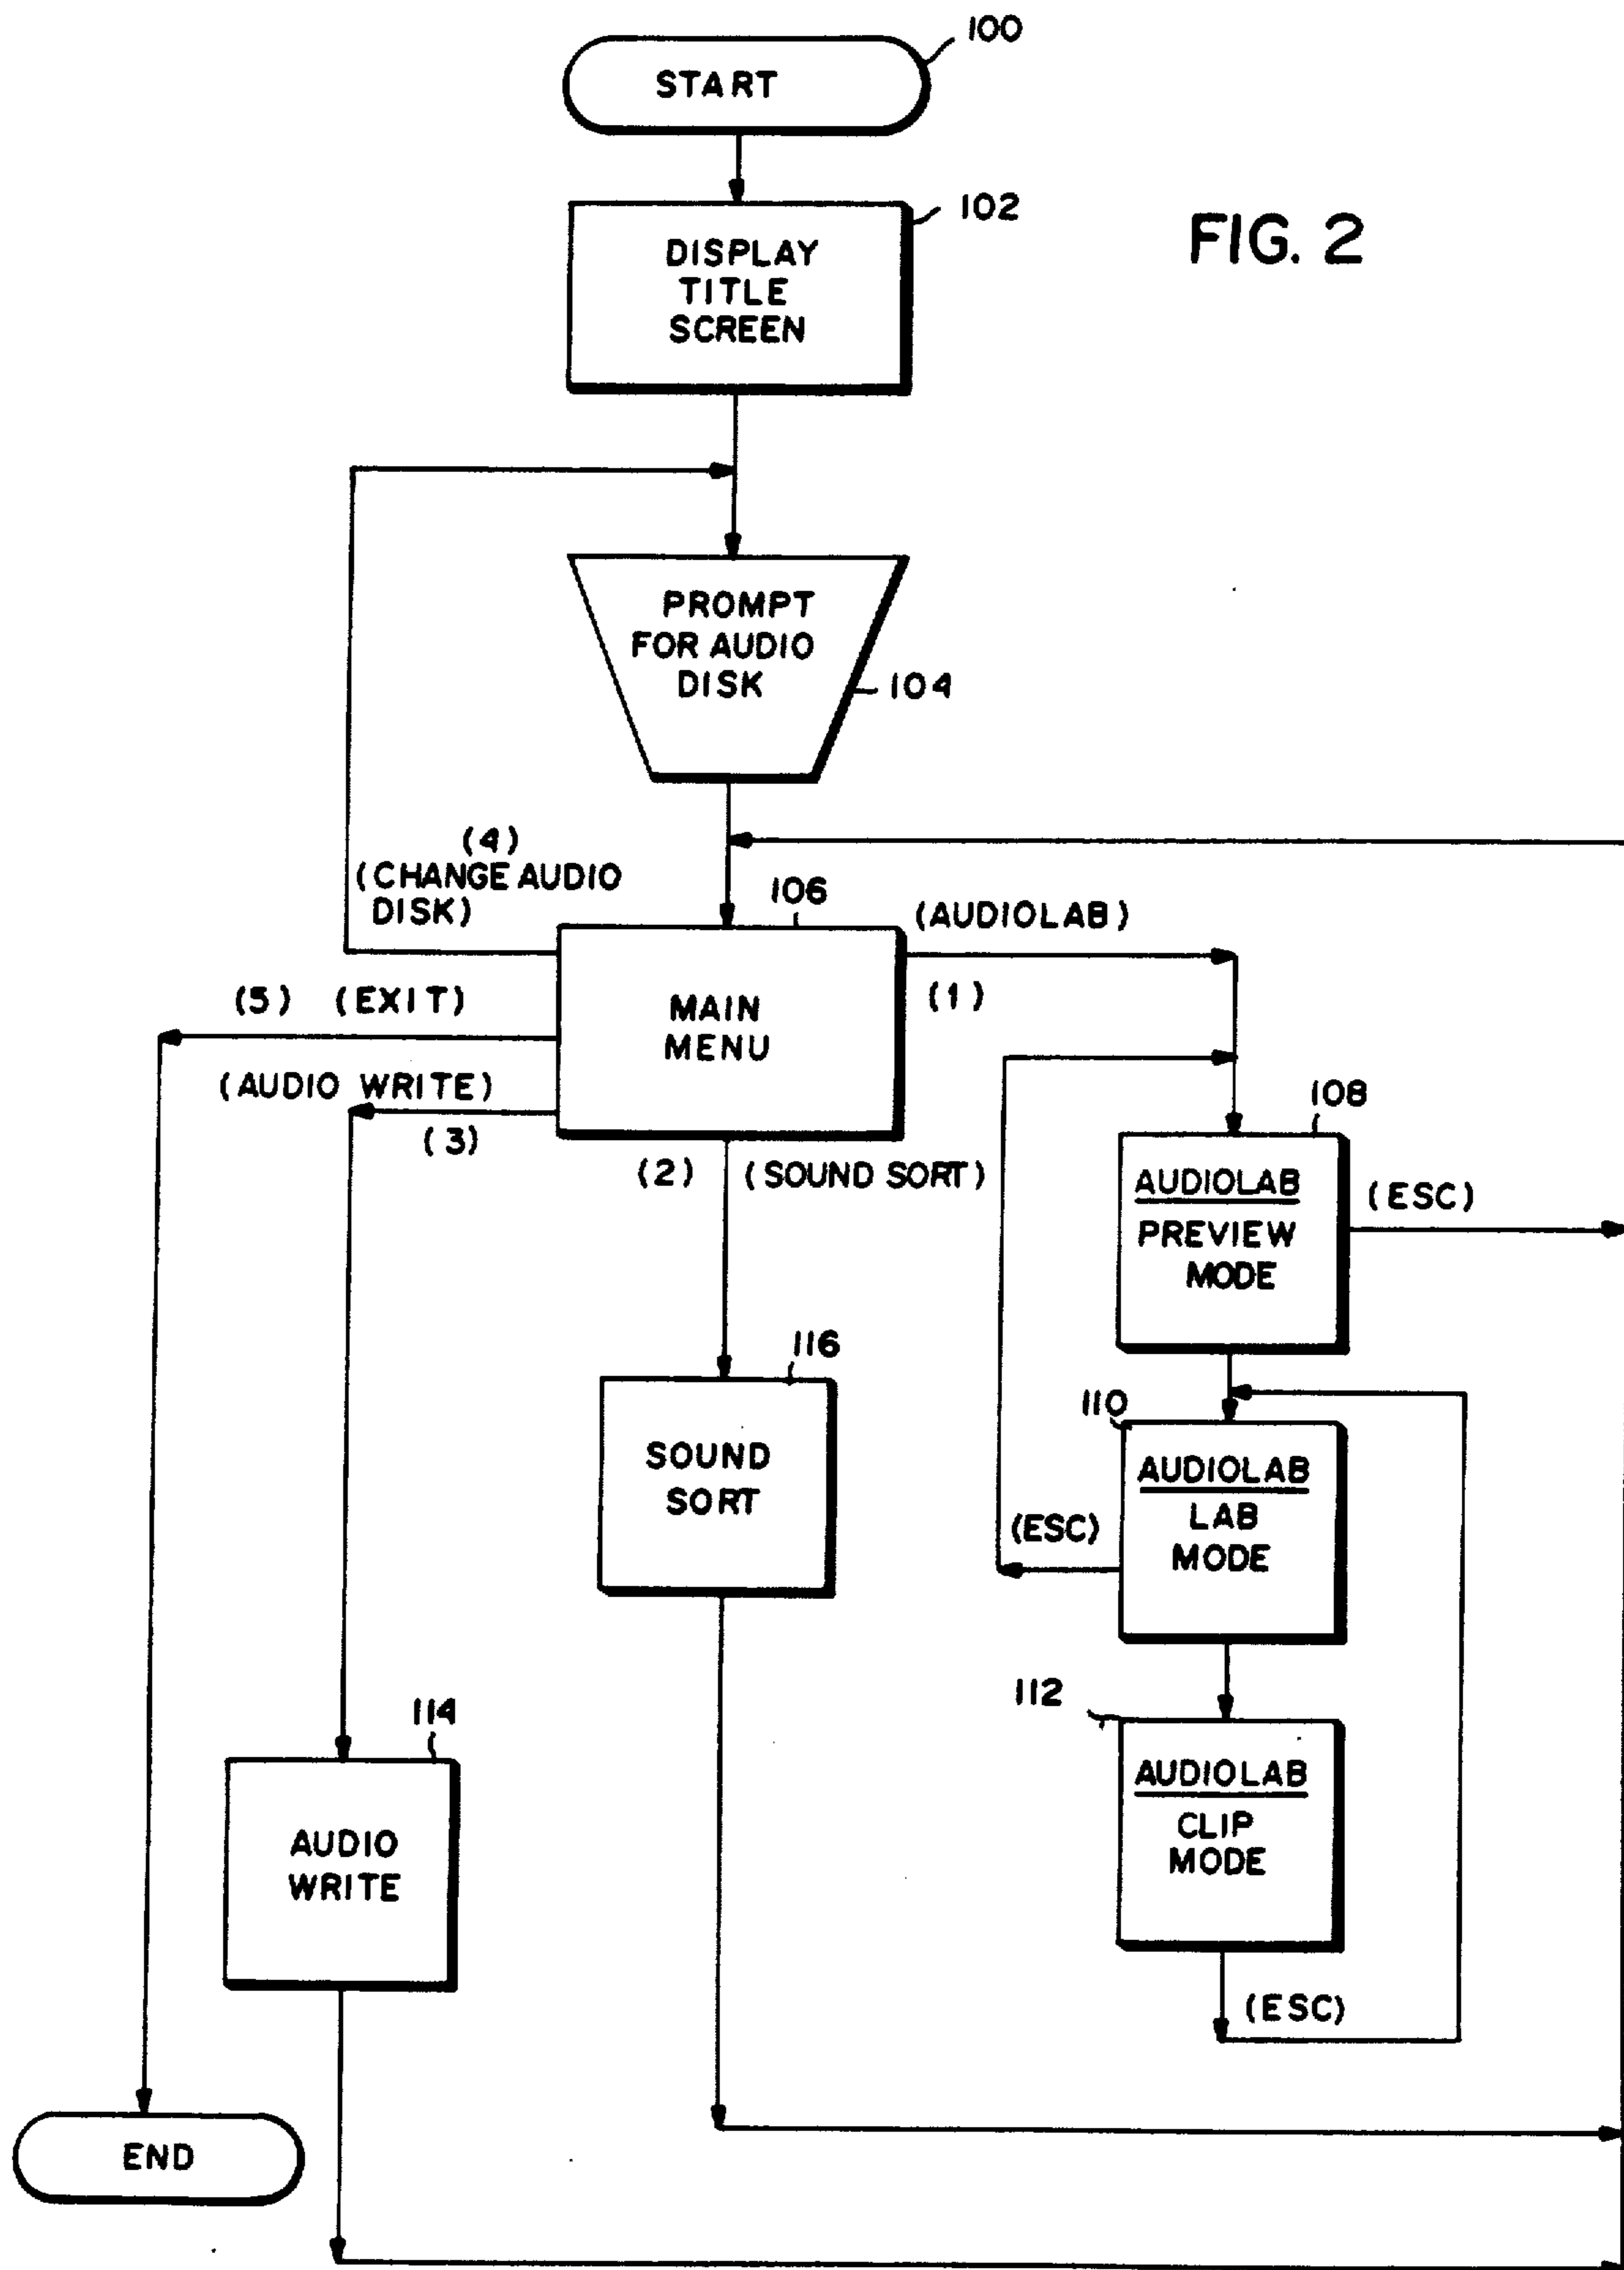 100
START
102
FIG. 2
DISPLAY
TITLE
SCREEN
PROMPT
FOR AUDIO
DISK
104
(4)
(CHANGE AUDIO
DISK)
106
(AUDIOLAB)
(5) (EXIT)
MAIN
MENU
(1)
(AUDIO WRITE)
(3)
(2) (SOUND SORT)
108
AUDIOLAB
PREVIEW
MODE
(ESC)
116
SOUND
SORT
110
AUDIOLAB
LAB
MODE
(ESC)
112
AUDIOLAB
CLIP
MODE
(ESC)
114
AUDIO
WRITE
END